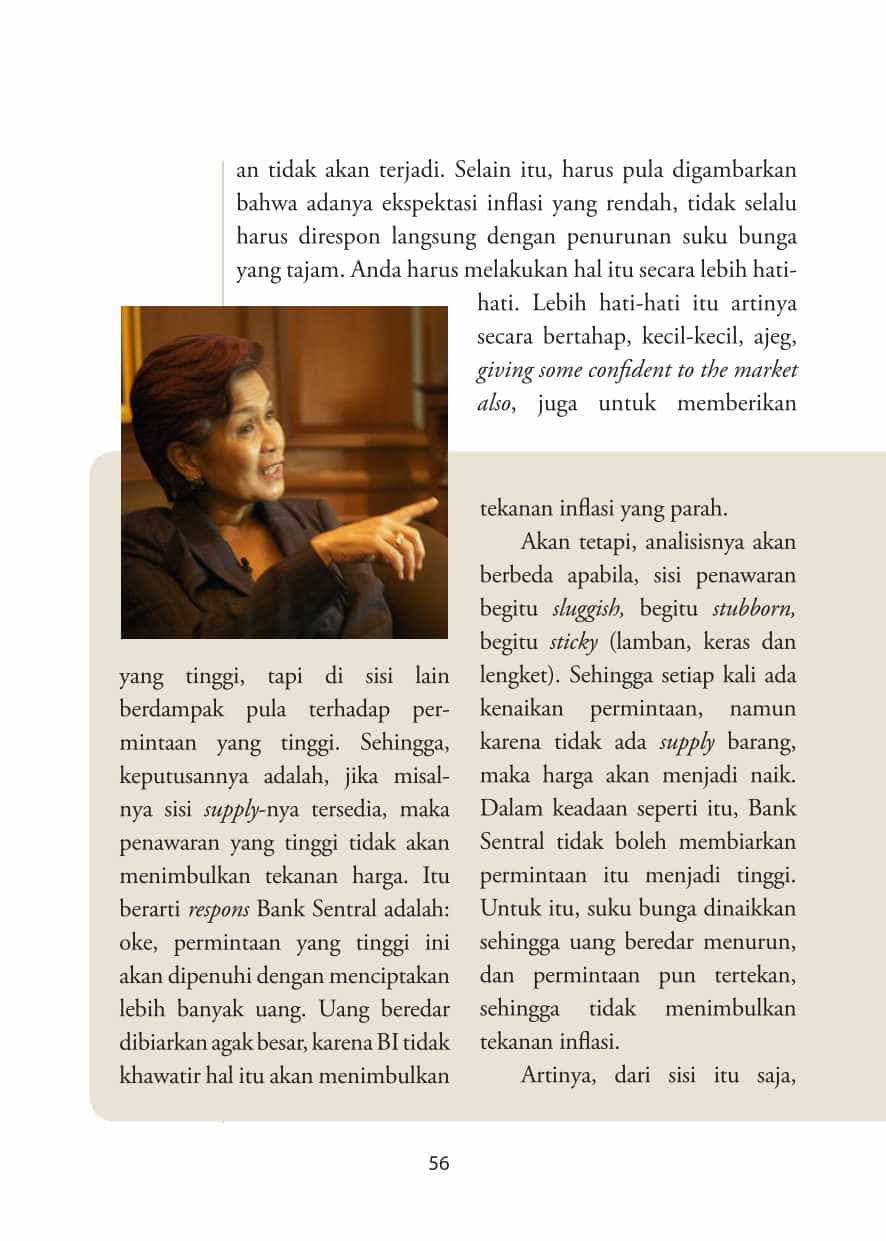 an tidak akan terjadi. Selain itu, harus pula digambarkan
bahwa adanya ekspektasi inflasi yang rendah, tidak selalu
harus direspon langsung dengan penurunan suku bunga
yang tajam. Anda harus melakukan hal itu secara lebih hati-
hati. Lebih hati-hati itu artinya
secara bertahap, kecil-kecil, ajeg,
giving some confident to the market
also, juga untuk memberikan
yang tinggi, tapi di sisi lain
berdampak pula terhadap per-
mintaan yang tinggi. Sehingga,
keputusannya adalah, jika misal-
nya sisi supply-nya tersedia, maka
penawaran yang tinggi tidak akan
menimbulkan tekanan harga. Itu
berarti respons Bank Sentral adalah:
oke, permintaan yang tinggi ini
akan dipenuhi dengan menciptakan
lebih banyak uang. Uang beredar
dibiarkan agak besar, karena BI tidak
khawatir hal itu akan menimbulkan
tekanan inflasi yang parah.
Akan tetapi, analisisnya akan
berbeda apabila, sisi penawaran
begitu sluggish, begitu stubborn,
begitu sticky (lamban, keras dan
lengket). Sehingga setiap kali ada
kenaikan permintaan, namun
karena tidak ada supply barang,
maka harga akan menjadi naik.
Dalam keadaan seperti itu, Bank
Sentral tidak boleh membiarkan
permintaan itu menjadi tinggi.
Untuk itu, suku bunga dinaikkan
sehingga uang beredar menurun,
dan permintaan pun tertekan,
sehingga tidak menimbulkan
tekanan inflasi.
Artinya, dari sisi itu saja,
56